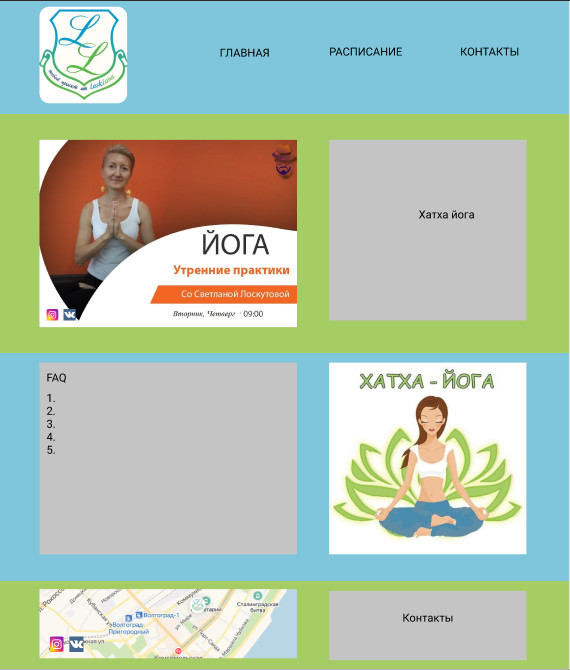 L
L
ГЛАВНАЯ
РАСПИСАНИЕ
КОНТАКТЫ
ЙОГА
Утренние практики
Со Светланой Лоскутовой
Вторник, Четверг · 09:00
Хатха йога
FAQ
1.
2.
3.
4.
5.
ХАТХА - ЙОГА
Волгоград-1
Волгоград
Пригородный
Сталинградская
битва
Контакты